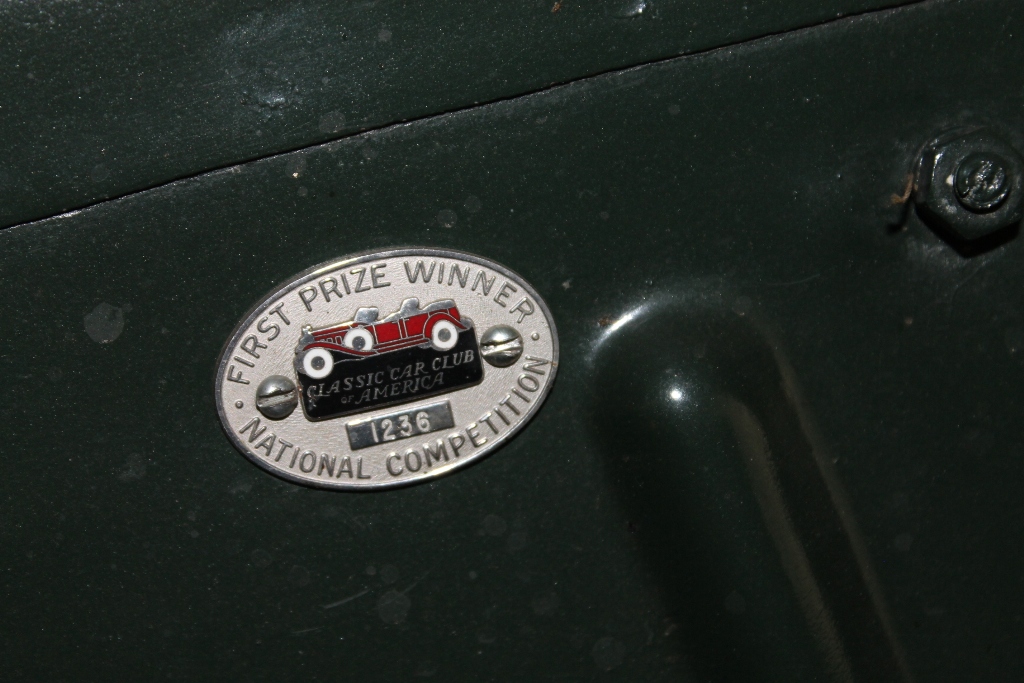 FIRST PRIZE WINNER
CLASSIC CAR CLUB
OF AMERICA
1236
NATIONAL COMPETITION